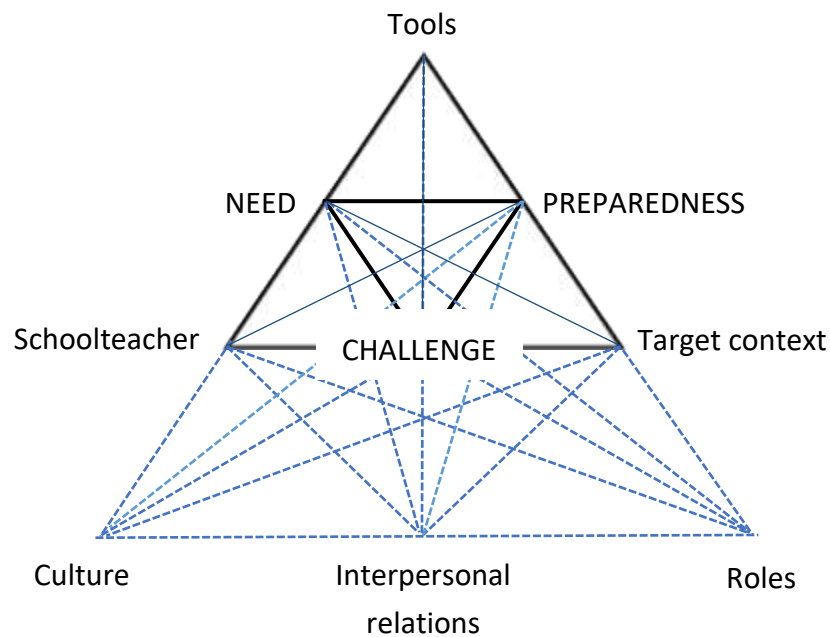 Tools
NEED
PREPAREDNESS
Schoolteacher
CHALLENGE
Target context
Culture
Interpersonal
relations
Roles